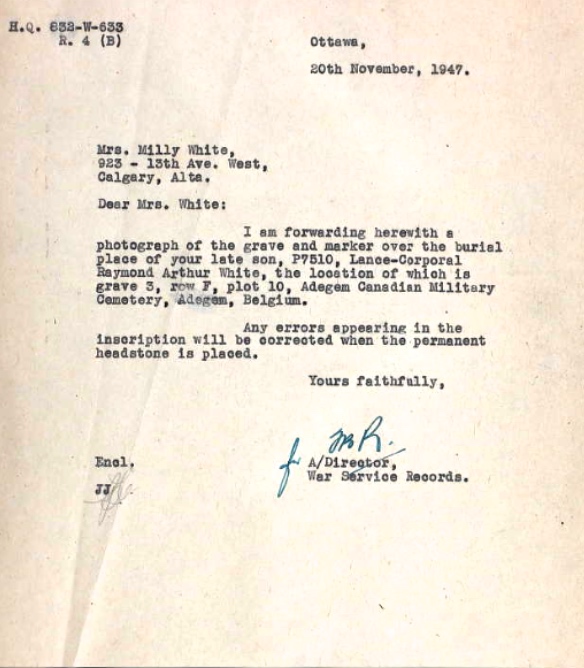 H.Q. 832-W-633
R. 4 (B)
Ottawa,
20th November, 1947.
Mrs. Milly White,
923 - 13th Ave. West,
Calgary, Alta.
Dear Mrs. White:
I am forwarding herewith a
photograph of the grave and marker over the burial
place of your late son, P7510, Lance-Corporal
Raymond Arthur White, the location of which is
grave 3, row F, plot 10, Adegem Canadian Military
Cemetery, Adegem, Belgium.
Any errors appearing in the
inscription will be corrected when the permanent
headstone is placed.
Yours faithfully,
for
A/Director,
War Service Records.
Encl.
JJ